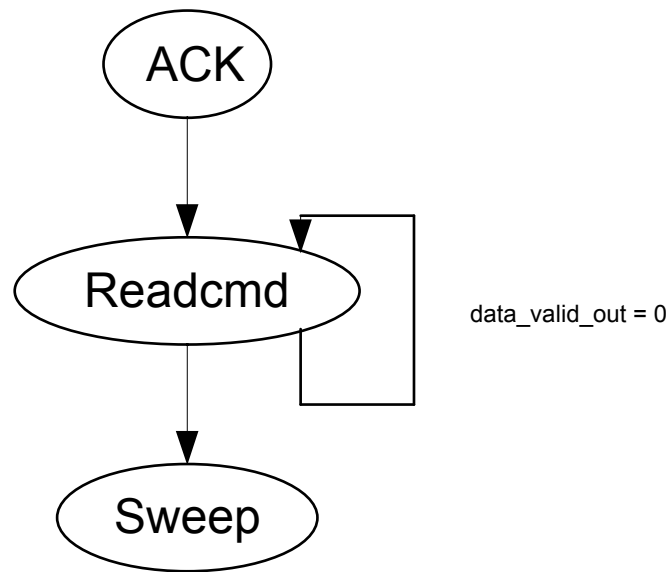 ACK
Readcmd
data_valid_out = 0
Sweep